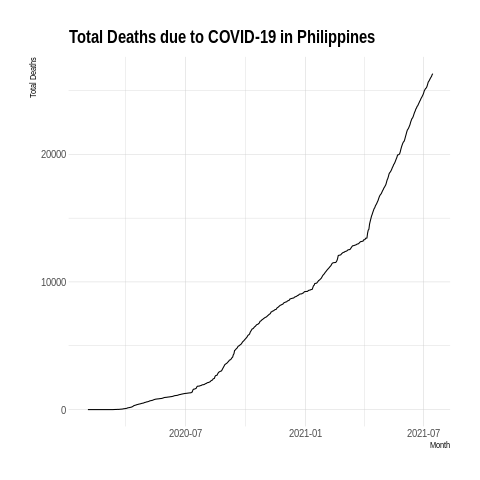 Total Deaths due to COVID-19 in Philippines
Total Deaths
20000
10000
0
2020-07
2021-01
2021-07
Month